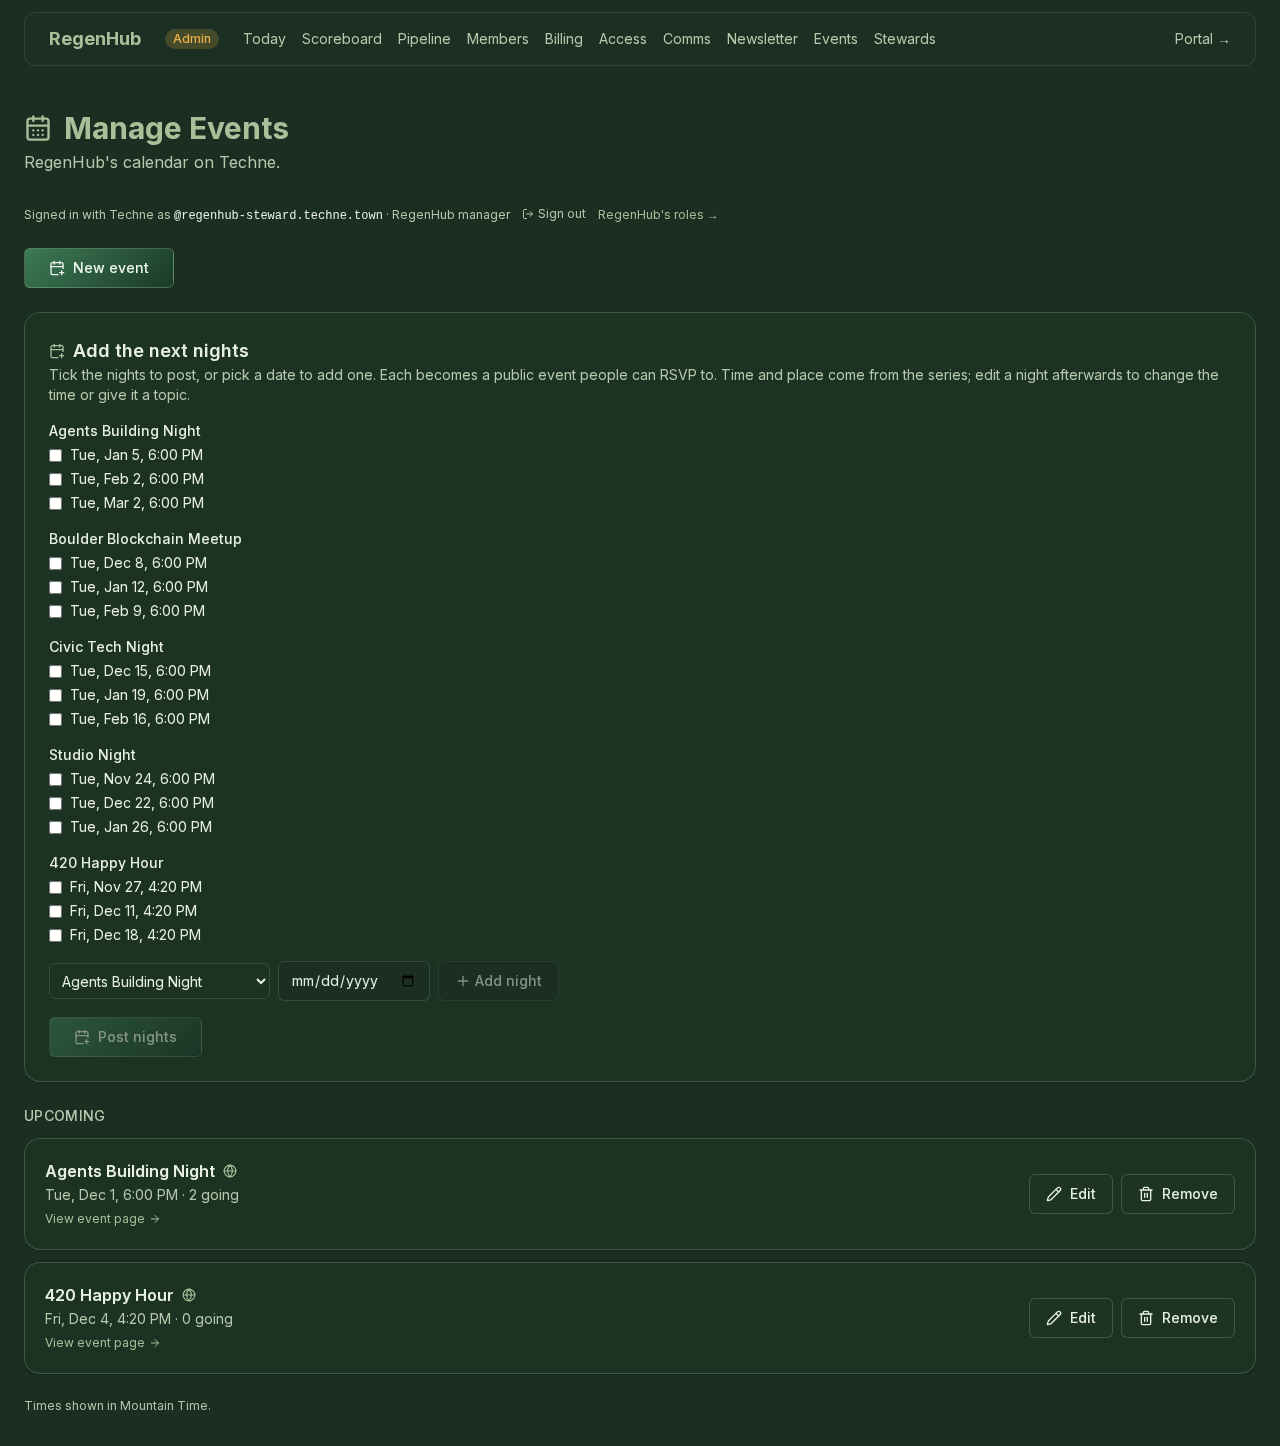 RegenHub Admin Today Scoreboard Pipeline Members Billing Access Comms Newsletter Events Stewards Portal →
Manage Events
RegenHub's calendar on Techne.
Signed in with Techne as @regenhub-steward.techne.town · RegenHub manager Sign out RegenHub's roles →
New event
Add the next nights
Tick the nights to post, or pick a date to add one. Each becomes a public event people can RSVP to. Time and place come from the series; edit a night afterwards to change the
time or give it a topic.
Agents Building Night
Tue, Jan 5, 6:00 PM
Tue, Feb 2, 6:00 PM
Tue, Mar 2, 6:00 PM
Boulder Blockchain Meetup
Tue, Dec 8, 6:00 PM
Tue, Jan 12, 6:00 PM
Tue, Feb 9, 6:00 PM
Civic Tech Night
Tue, Dec 15, 6:00 PM
Tue, Jan 19, 6:00 PM
Tue, Feb 16, 6:00 PM
Studio Night
Tue, Nov 24, 6:00 PM
Tue, Dec 22, 6:00 PM
Tue, Jan 26, 6:00 PM
420 Happy Hour
Fri, Nov 27, 4:20 PM
Fri, Dec 11, 4:20 PM
Fri, Dec 18, 4:20 PM
Agents Building Night mm/dd/yyyy Add night
Post nights
UPCOMING
Agents Building Night
Tue, Dec 1, 6:00 PM · 2 going
View event page →
Edit Remove
420 Happy Hour
Fri, Dec 4, 4:20 PM · 0 going
View event page →
Edit Remove
Times shown in Mountain Time.